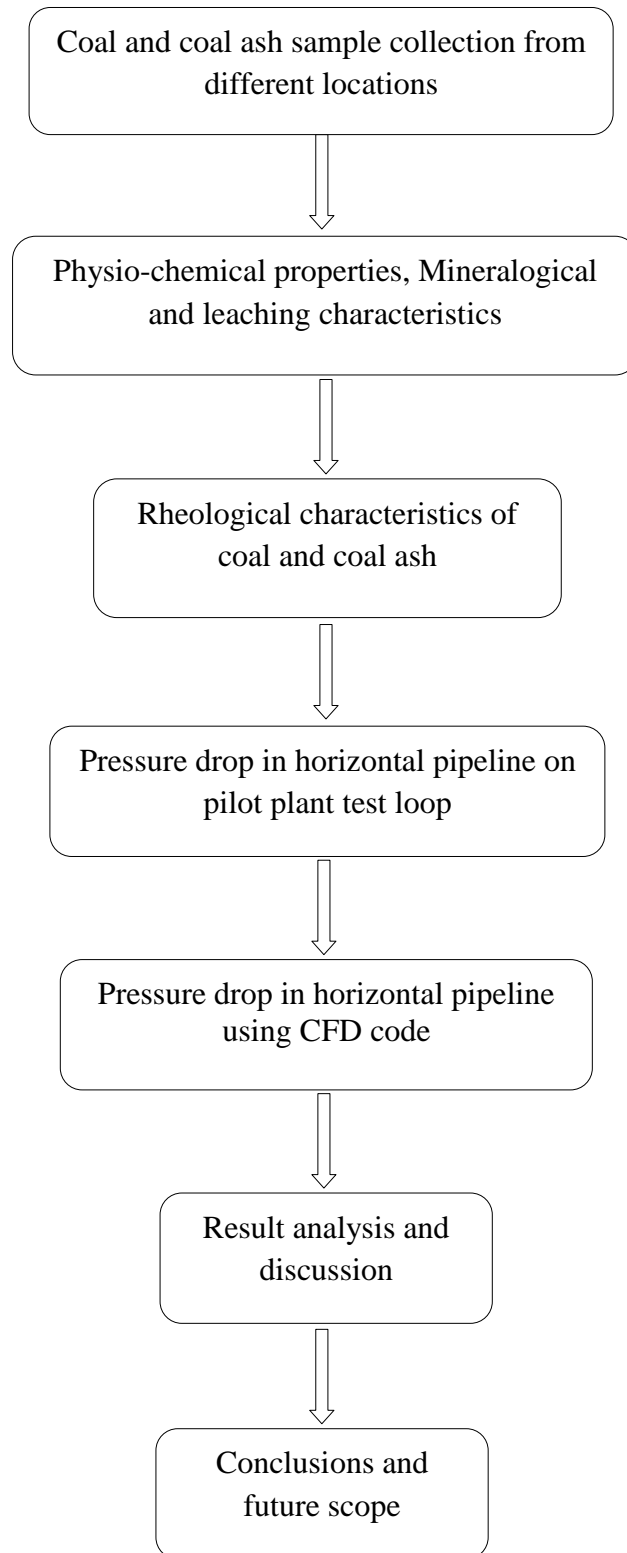 Coal and coal ash sample collection from
different locations
Physio-chemical properties, Mineralogical
and leaching characteristics
Rheological characteristics of
coal and coal ash
Pressure drop in horizontal pipeline on
pilot plant test loop
Pressure drop in horizontal pipeline
using CFD code
Result analysis and
discussion
Conclusions and
future scope